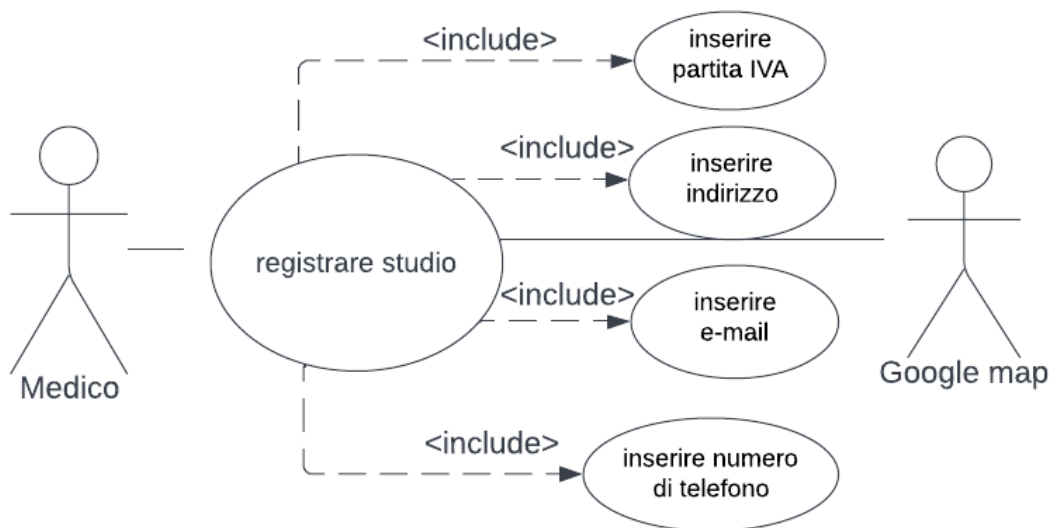 <include>
inserire
partita IVA
<include>
inserire
indirizzo
registrare studio
<include>
inserire
e-mail
Medico
Google map
<include>
inserire numero
di telefono